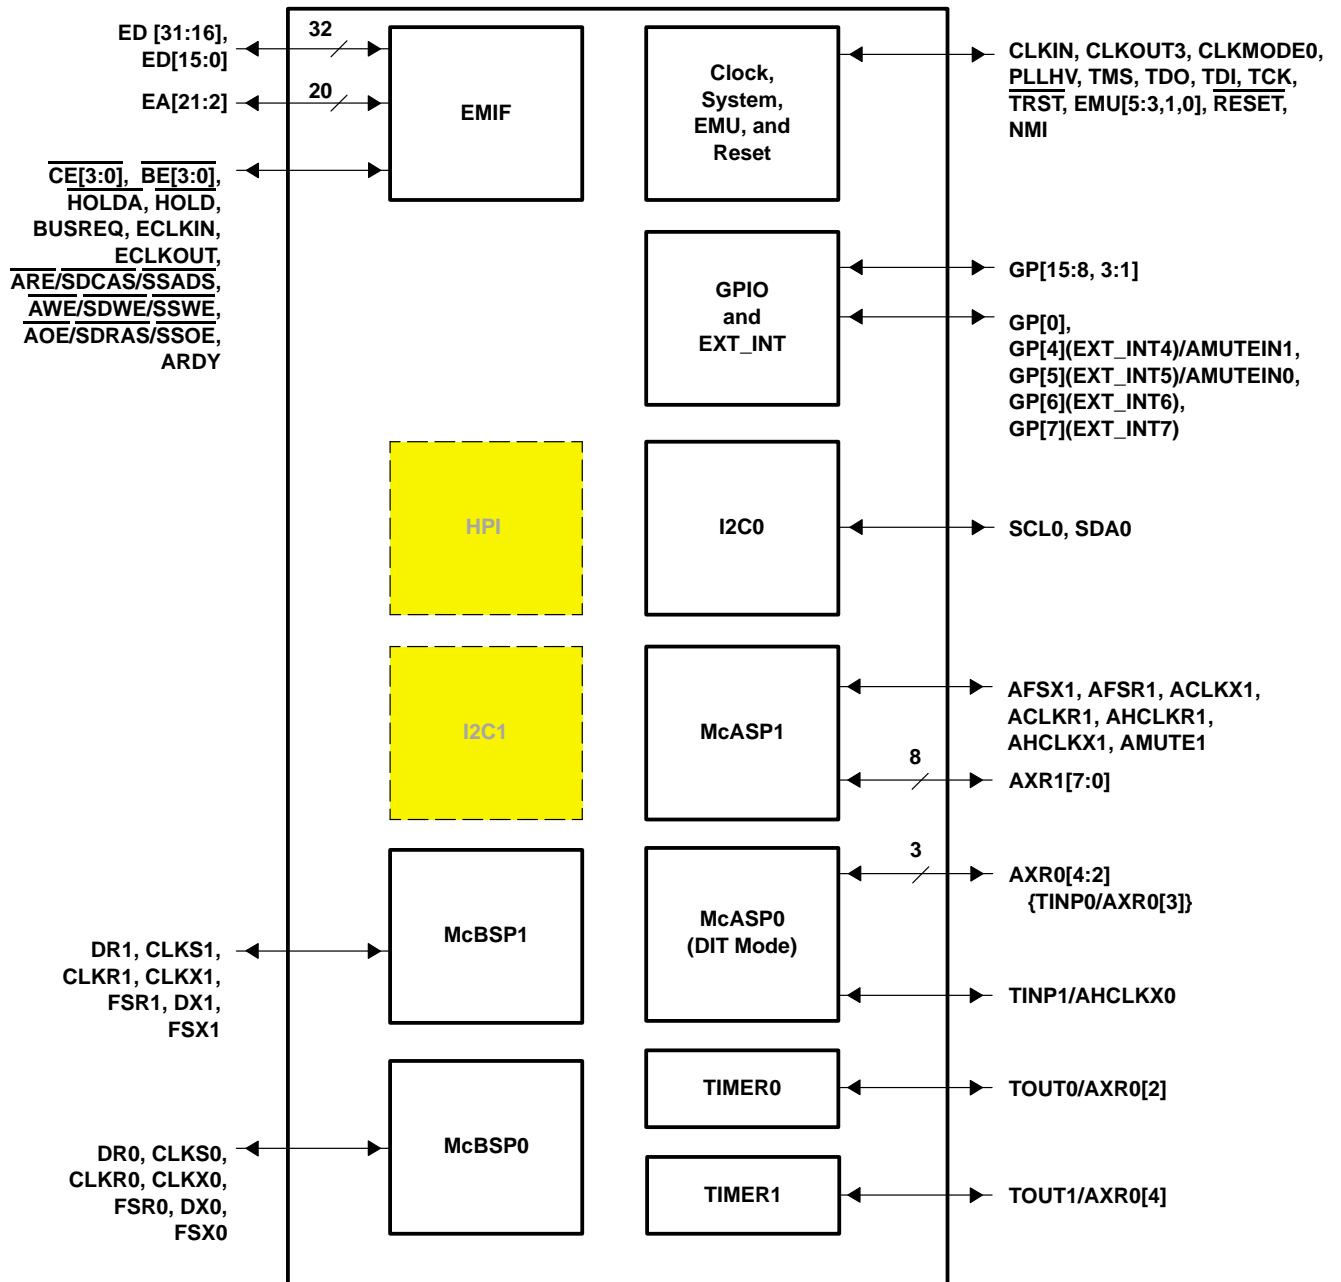 ED [31:16],
ED[15:0]
32
EA[21:2]
20
EMIF
CE[3:0], BE[3:0],
HOLDA, HOLD,
BUSREQ, ECLKIN,
ECLKOUT,
ARE/SDCAS/SSADS,
AWE/SDWE/SSWE,
AOE/SDRAS/SSOE,
ARDY
Clock,
System,
EMU, and
Reset
CLKIN, CLKOUT3, CLKMODE0,
PLLHV, TMS, TDO, TDI, TCK,
TRST, EMU[5:3,1,0], RESET,
NMI
GPIO
and
EXT_INT
GP[15:8, 3:1]
GP[0],
GP[4](EXT_INT4)/AMUTEIN1,
GP[5](EXT_INT5)/AMUTEIN0,
GP[6](EXT_INT6),
GP[7](EXT_INT7)
HPI
I2C0
SCL0, SDA0
I2C1
McASP1
AFSX1, AFSR1, ACLKX1,
ACLKR1, AHCLKR1,
AHCLKX1, AMUTE1
8
AXR1[7:0]
McBSP1
DR1, CLKS1,
CLKR1, CLKX1,
FSR1, DX1,
FSX1
McASP0
(DIT Mode)
3
AXR0[4:2]
{TINP0/AXR0[3]}
TINP1/AHCLKX0
McBSP0
DR0, CLKS0,
CLKR0, CLKX0,
FSR0, DX0,
FSX0
TIMER0
TOUT0/AXR0[2]
TIMER1
TOUT1/AXR0[4]